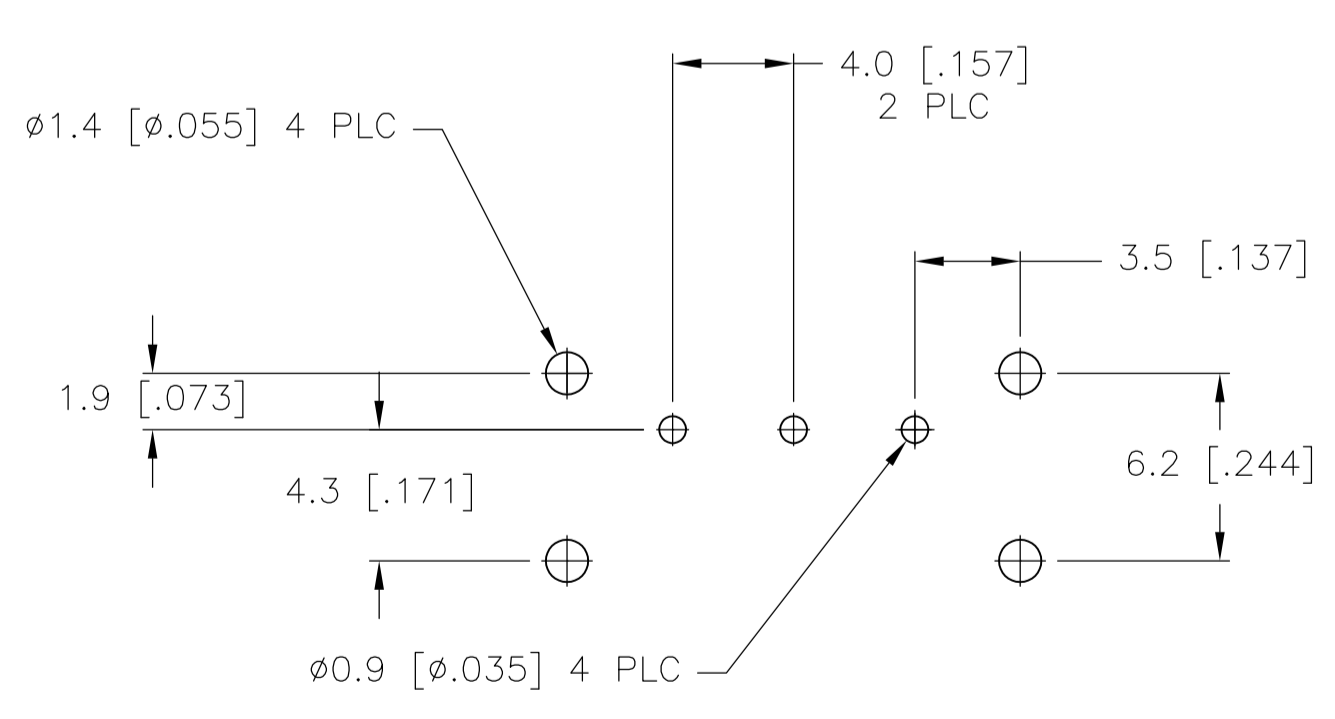 4.0 [.157]
2 PLC
ø1.4 [ø.055] 4 PLC
3.5 [.137]
1.9 [.073]
6.2 [.244]
4.3 [.171]
ø0.9 [ø.035] 4 PLC